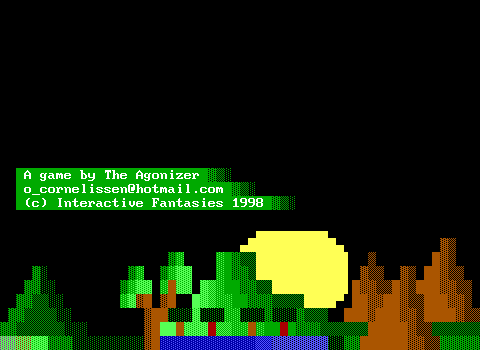 A game by The Agonizer
o_cornelissen@hotmail.com
(c) Interactive Fantasies 1998